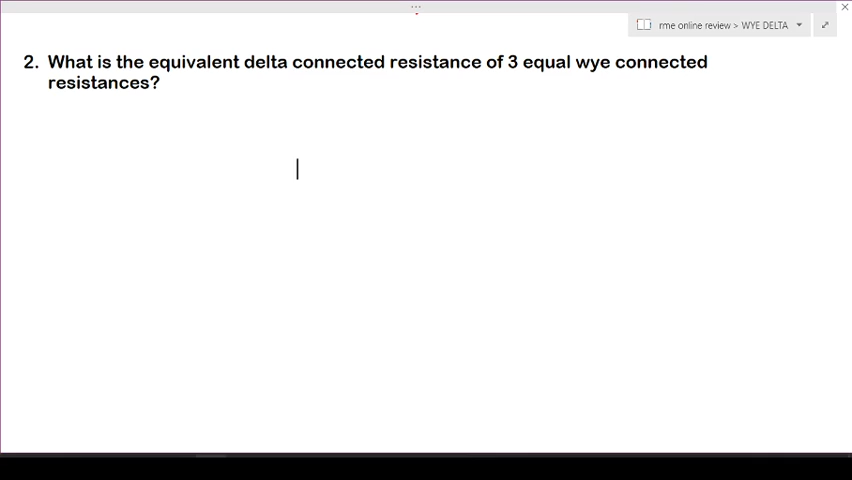 ...
rme online review > WYE DELTA
2. What is the equivalent delta connected resistance of 3 equal wye connected
resistances?